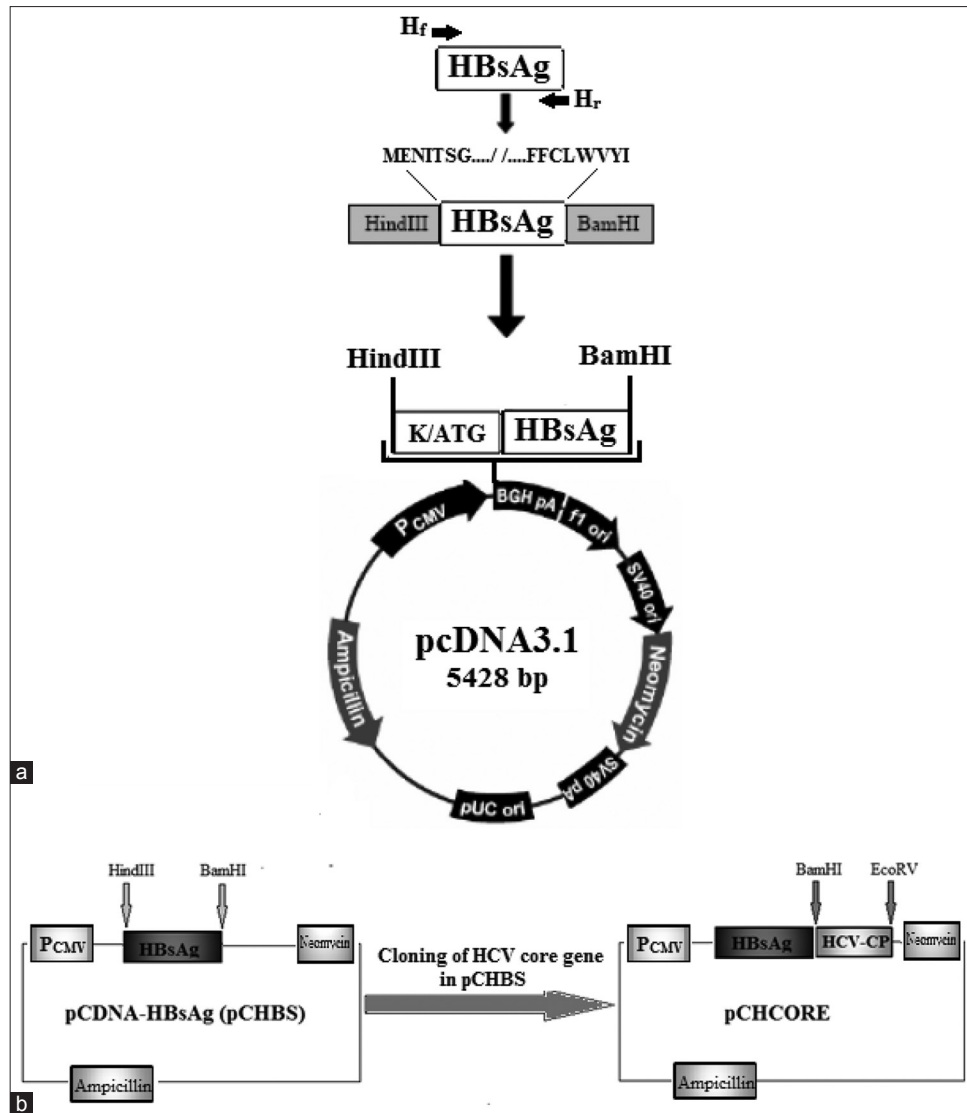 Hf
HBsAg
Hr
MENITSG....//....FFCLWVYI
HindIII HBsAg BamHI
HindIII BamHI
K/ATG HBsAg
PCMV BGH pA f1 ori
SV40 ori
Neomycin
SV40 pA
pUC ori
Ampicillin
pcDNA3.1
5428 bp
a
HindIII BamHI
PCMV HBsAg Neomycin
pCDNA-HBsAg (pCHBS)
Ampicillin
Cloning of HCV core gene
in pCHBS
BamHI EcoRV
PCMV HBsAg HCV-CP Neomycin
pCHCORE
Ampicillin
b